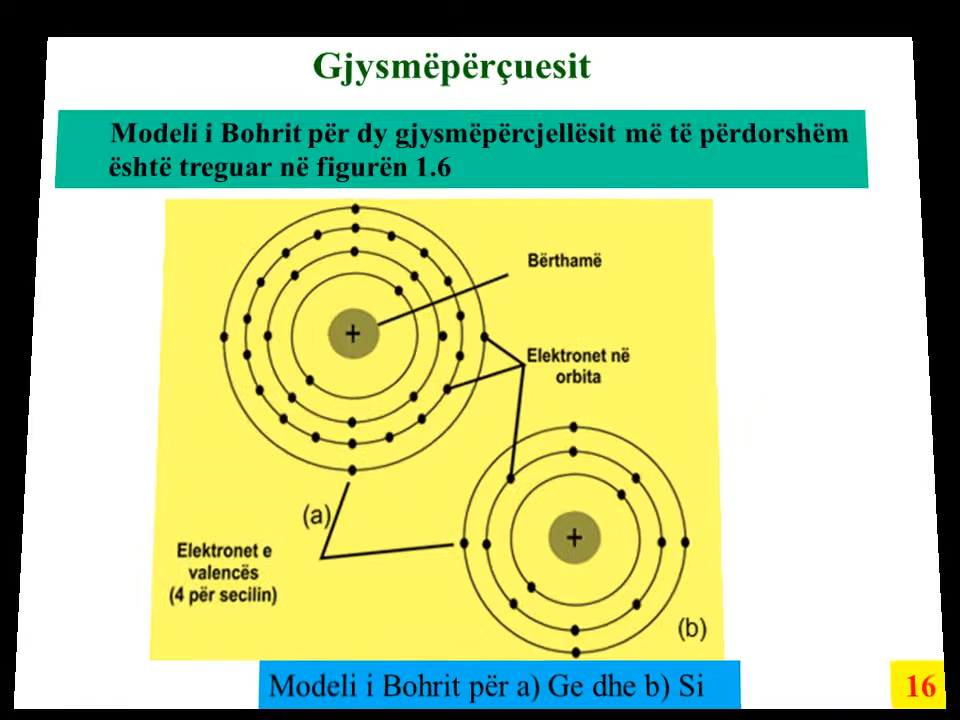 Gjysmëpërçuesit
Modeli i Bohrit për dy gjysmëpërcjellësit më të përdorshëm
është treguar në figurën 1.6
Bërthamë
+
Elektronet në
orbita
(a)
+
Elektronet e
valencës
(4 për secilin)
(b)
Modeli i Bohrit për a) Ge dhe b) Si
16